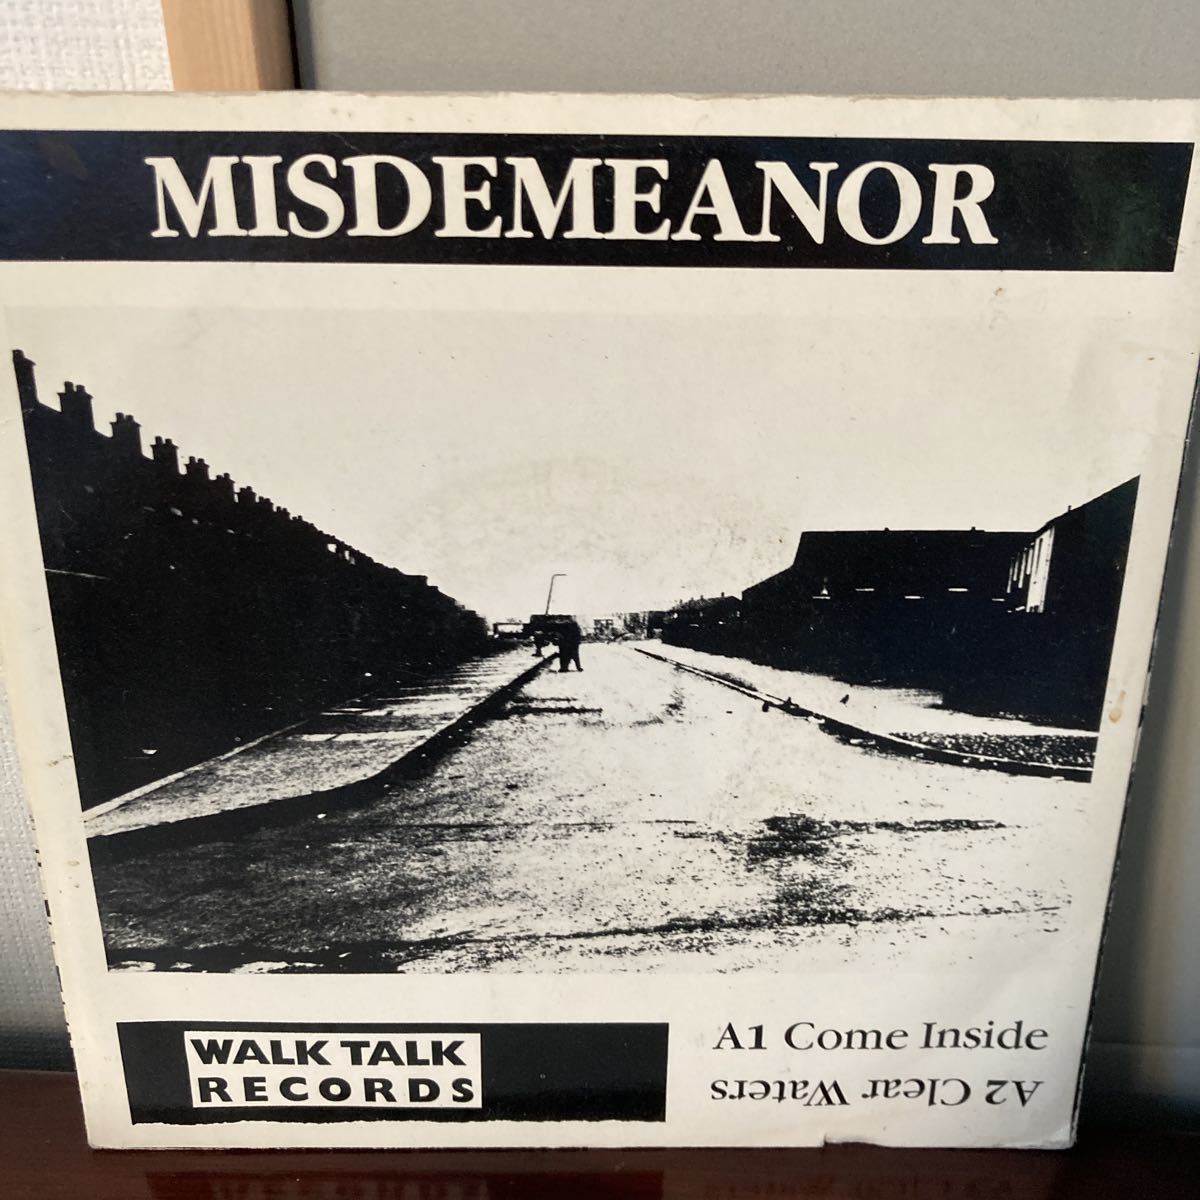 MISDEMEANOR
WALK TALK
RECORDS
A1 Come Inside
A2 Clear Waters